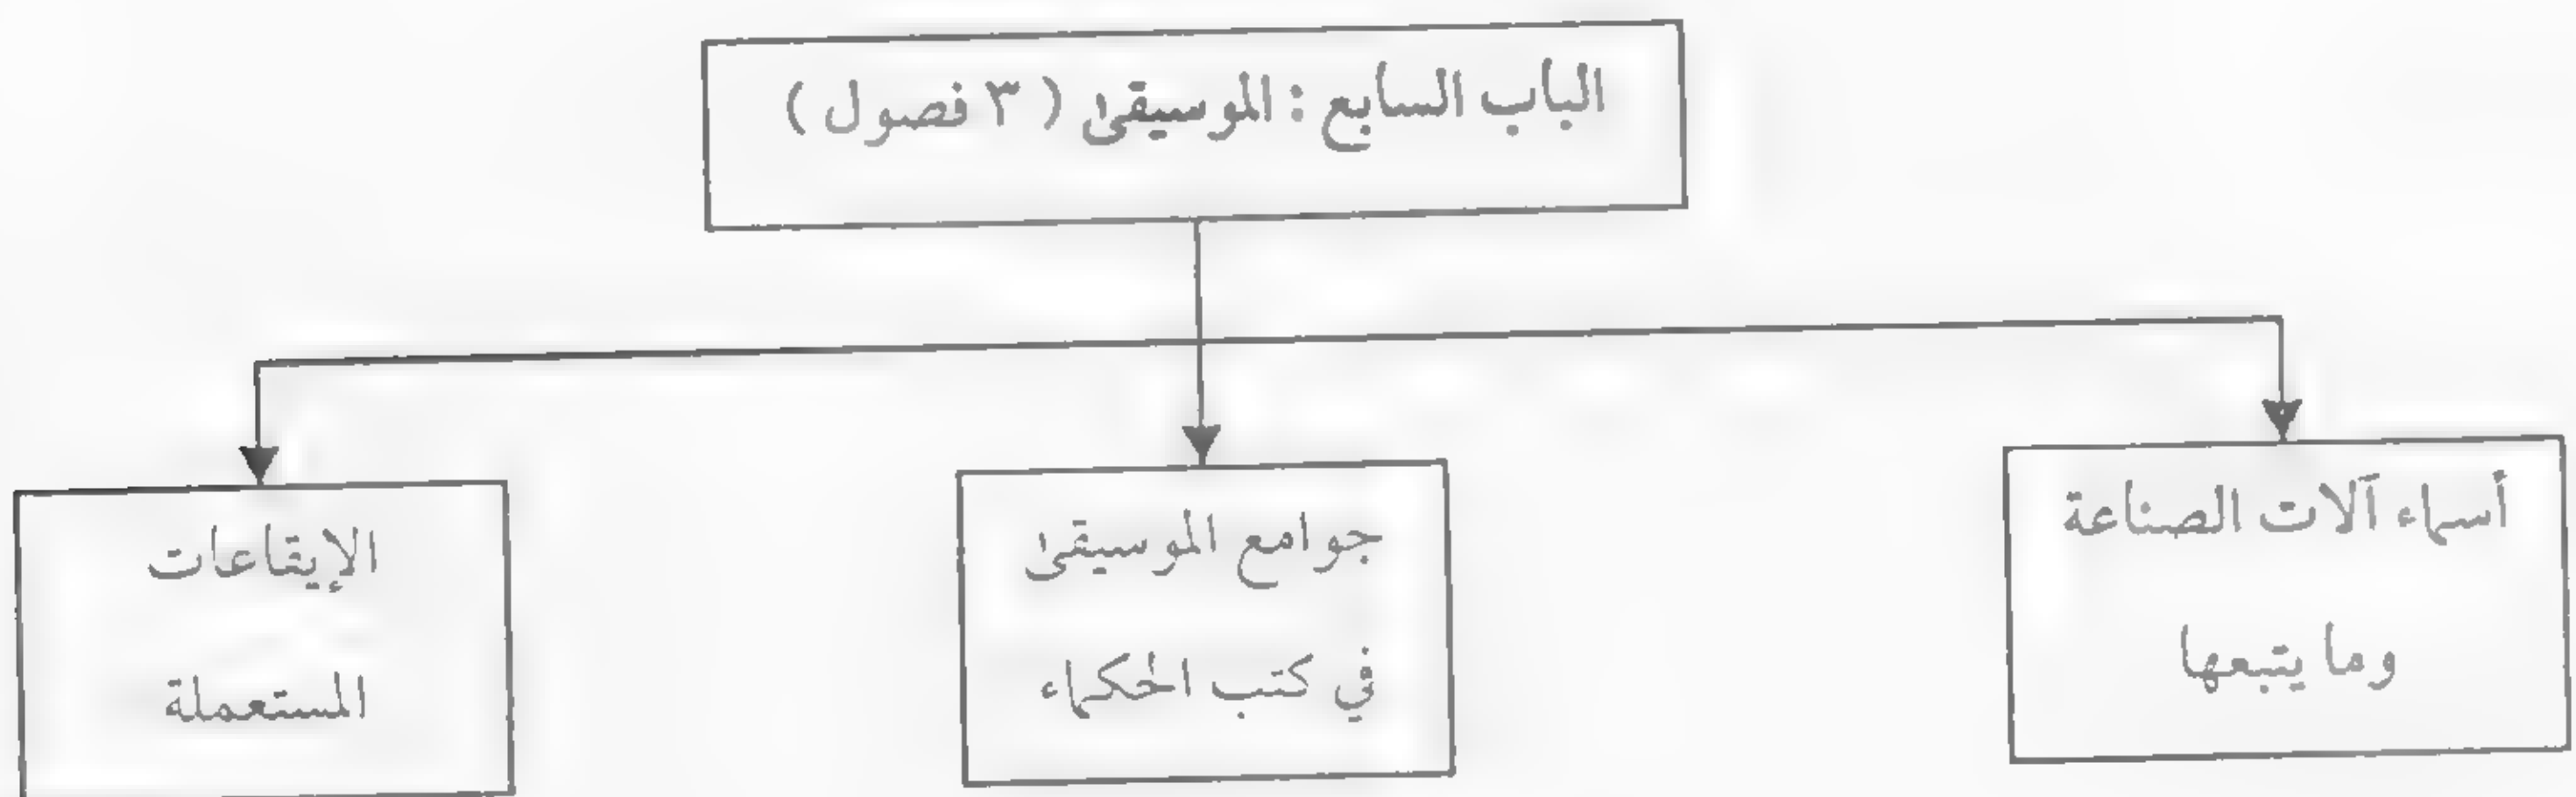 الباب السابع : الموسيقىٰ ( ٣ فصول )
أسماء آلات الصناعة
وما يتبعها
جوامع الموسيقىٰ
في كتب الحكماء
الإيقاعات
المستعملة